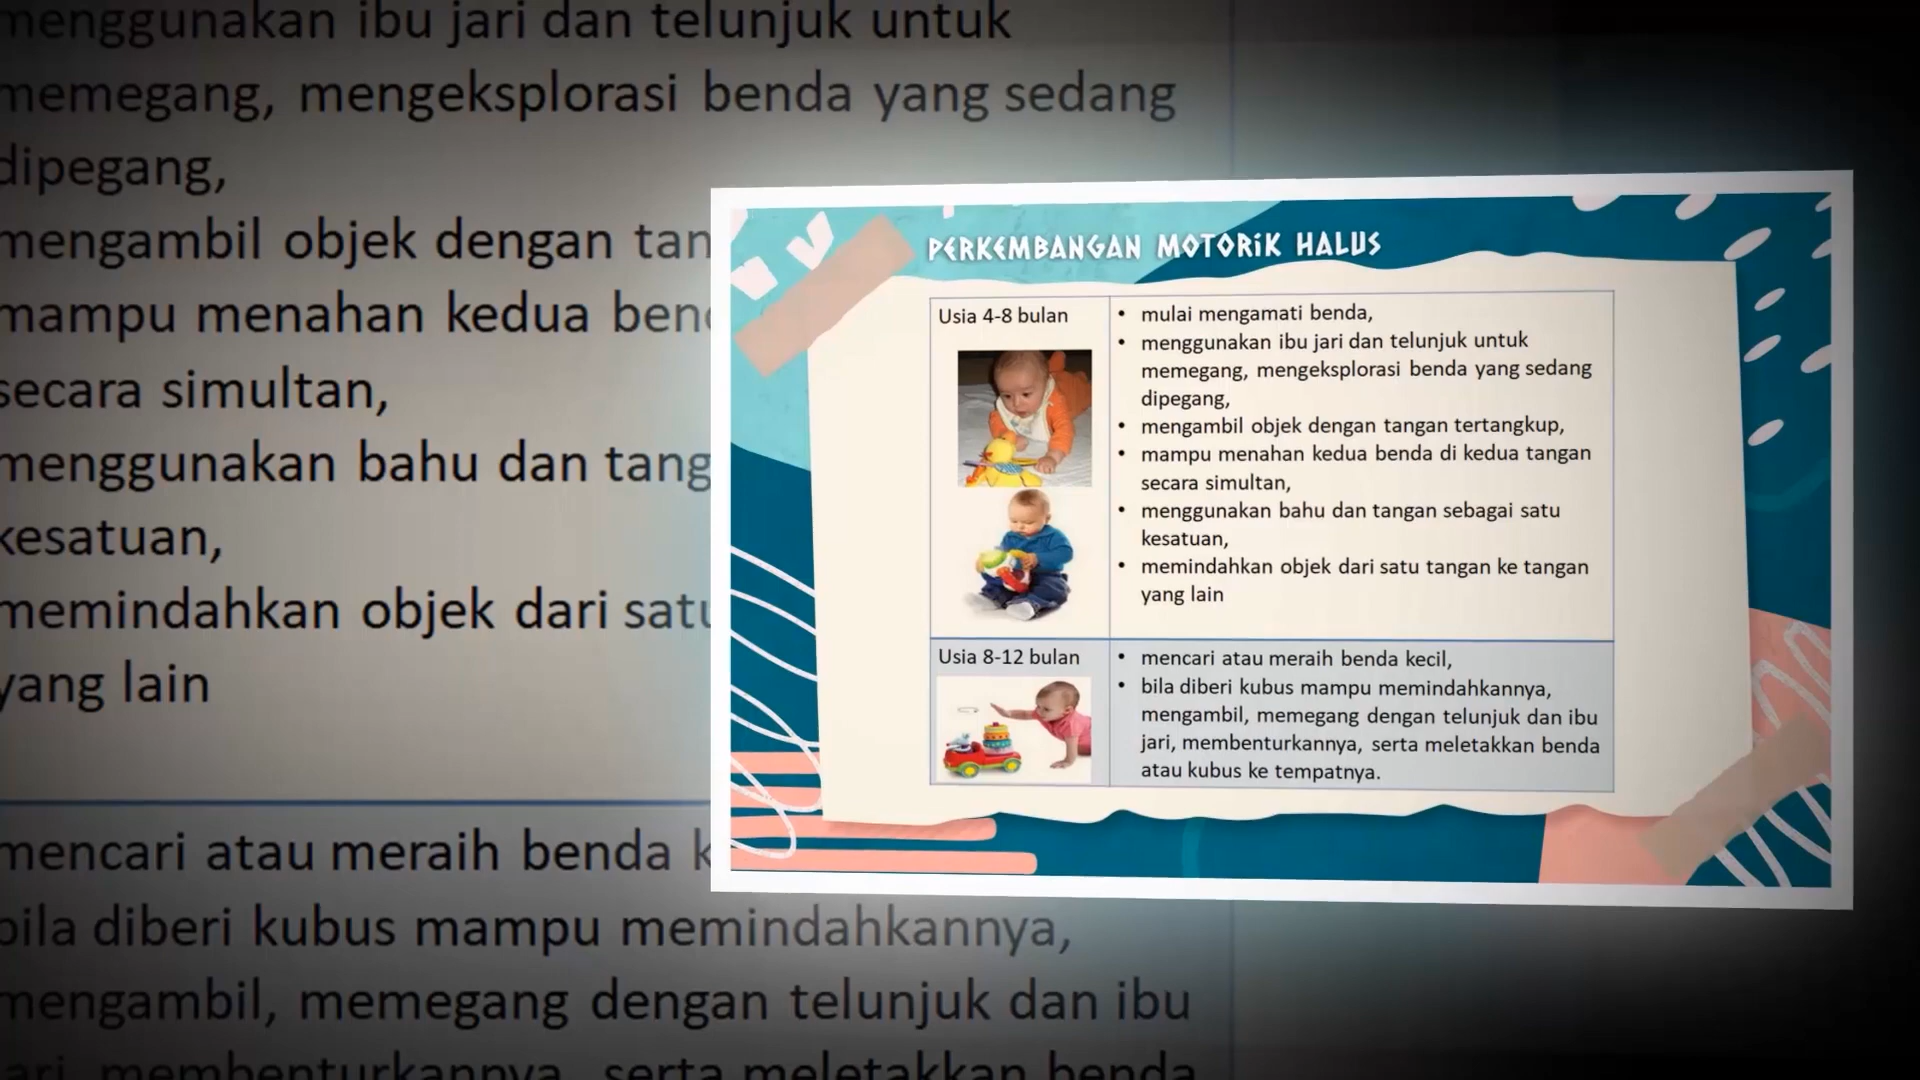 menggunakan ibu jari dan telunjuk untuk
memegang, mengeksplorasi benda yang sedang
dipegang,
mengambil objek dengan
mampu menahan kedua
secara simultan,
menggunakan bahu dan
kesatuan,
memindahkan objek dari satu
yang lain
mencari atau meraih benda
bila diberi kubus mampu memindahkannya,
mengambil, memegang dengan telunjuk dan ibu
jari, membenturkannya, serta meletakkan benda
PERKEMBANGAN MOTORiK HALUS
Usia 4-8 bulan
• mulai mengamati benda,
• menggunakan ibu jari dan telunjuk untuk
memegang, mengeksplorasi benda yang sedang
dipegang,
• mengambil objek dengan tangan tertangkup,
• mampu menahan kedua benda di kedua tangan
secara simultan,
• menggunakan bahu dan tangan sebagai satu
kesatuan,
• memindahkan objek dari satu tangan ke tangan
yang lain
Usia 8-12 bulan
• mencari atau meraih benda kecil,
• bila diberi kubus mampu memindahkannya,
mengambil, memegang dengan telunjuk dan ibu
jari, membenturkannya, serta meletakkan benda
atau kubus ke tempatnya.